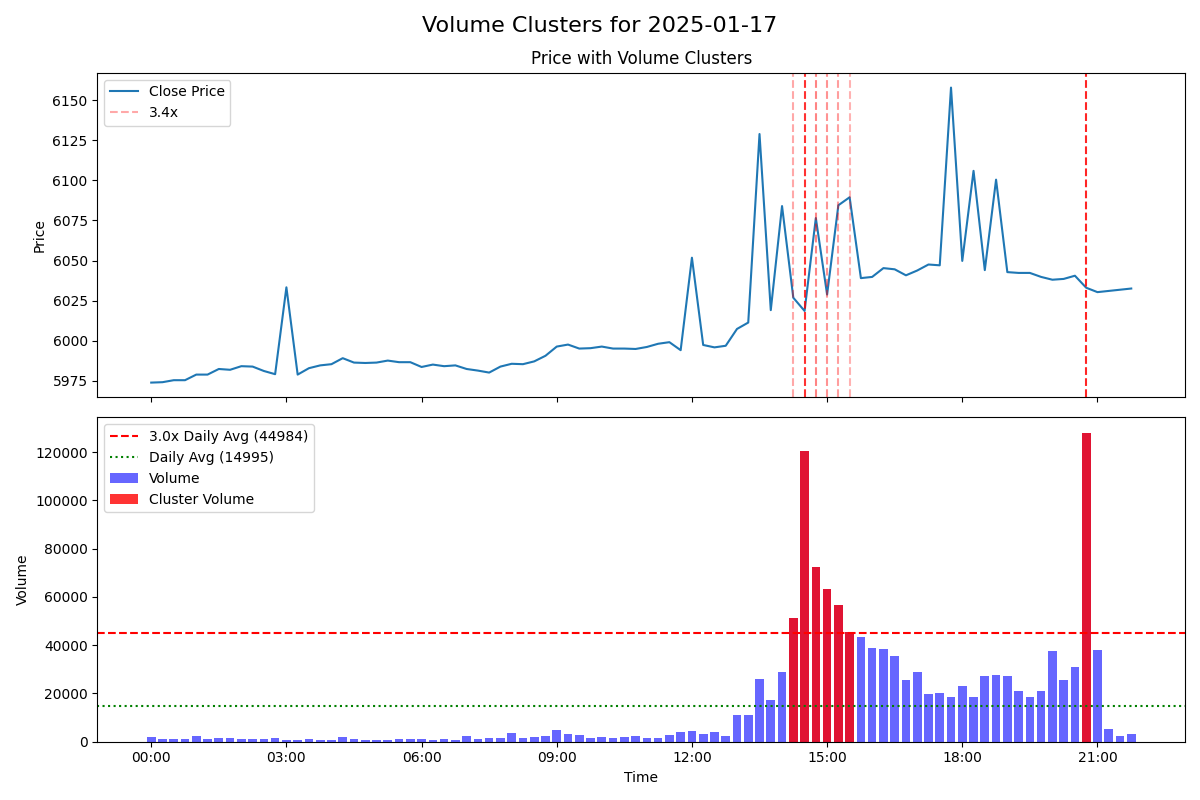 Volume Clusters for 2025-01-17
Price with Volume Clusters
Close Price
3.4x
6150
6125
6100
6075
6050
6025
6000
5975
Price
3.0x Daily Avg (44984)
Daily Avg (14995)
Volume
Cluster Volume
120000
100000
80000
60000
40000
20000
0
Volume
00:00 03:00 06:00 09:00 12:00 15:00 18:00 21:00
Time